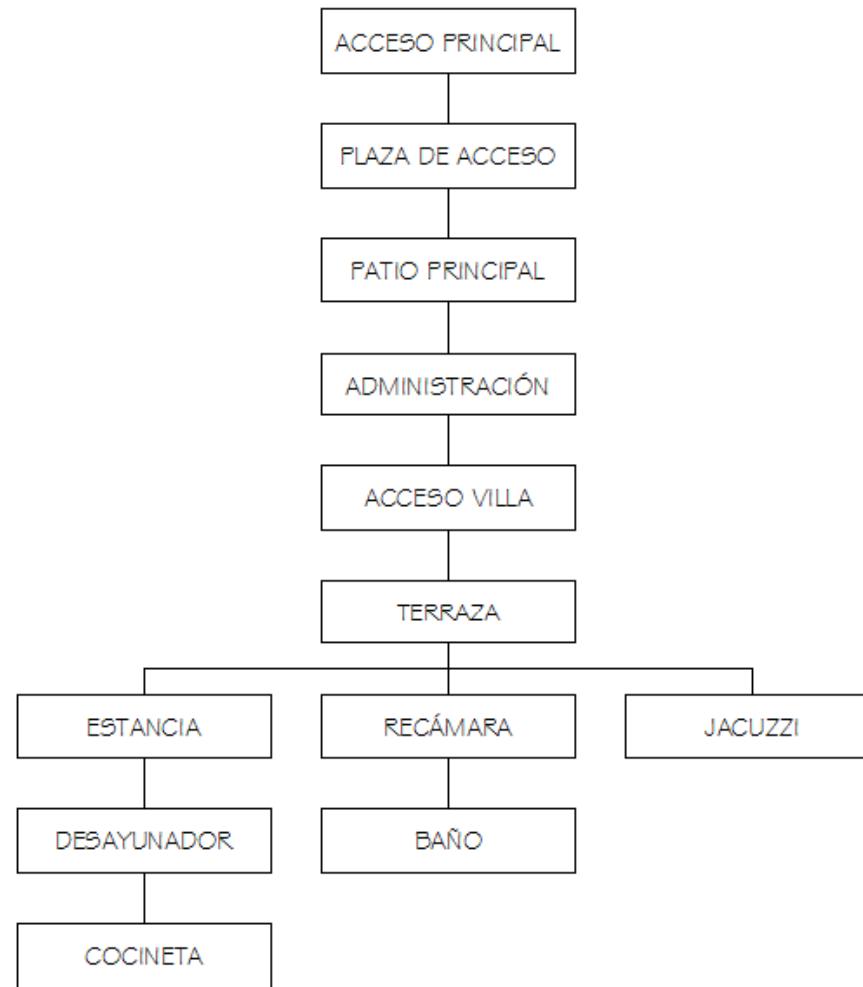 ACCESO PRINCIPAL
PLAZA DE ACCESO
PATIO PRINCIPAL
ADMINISTRACIÓN
ACCESO VILLA
TERRAZA
ESTANCIA
RECÁMARA
JACUZZI
DESAYUNADOR
BAÑO
COCINETA